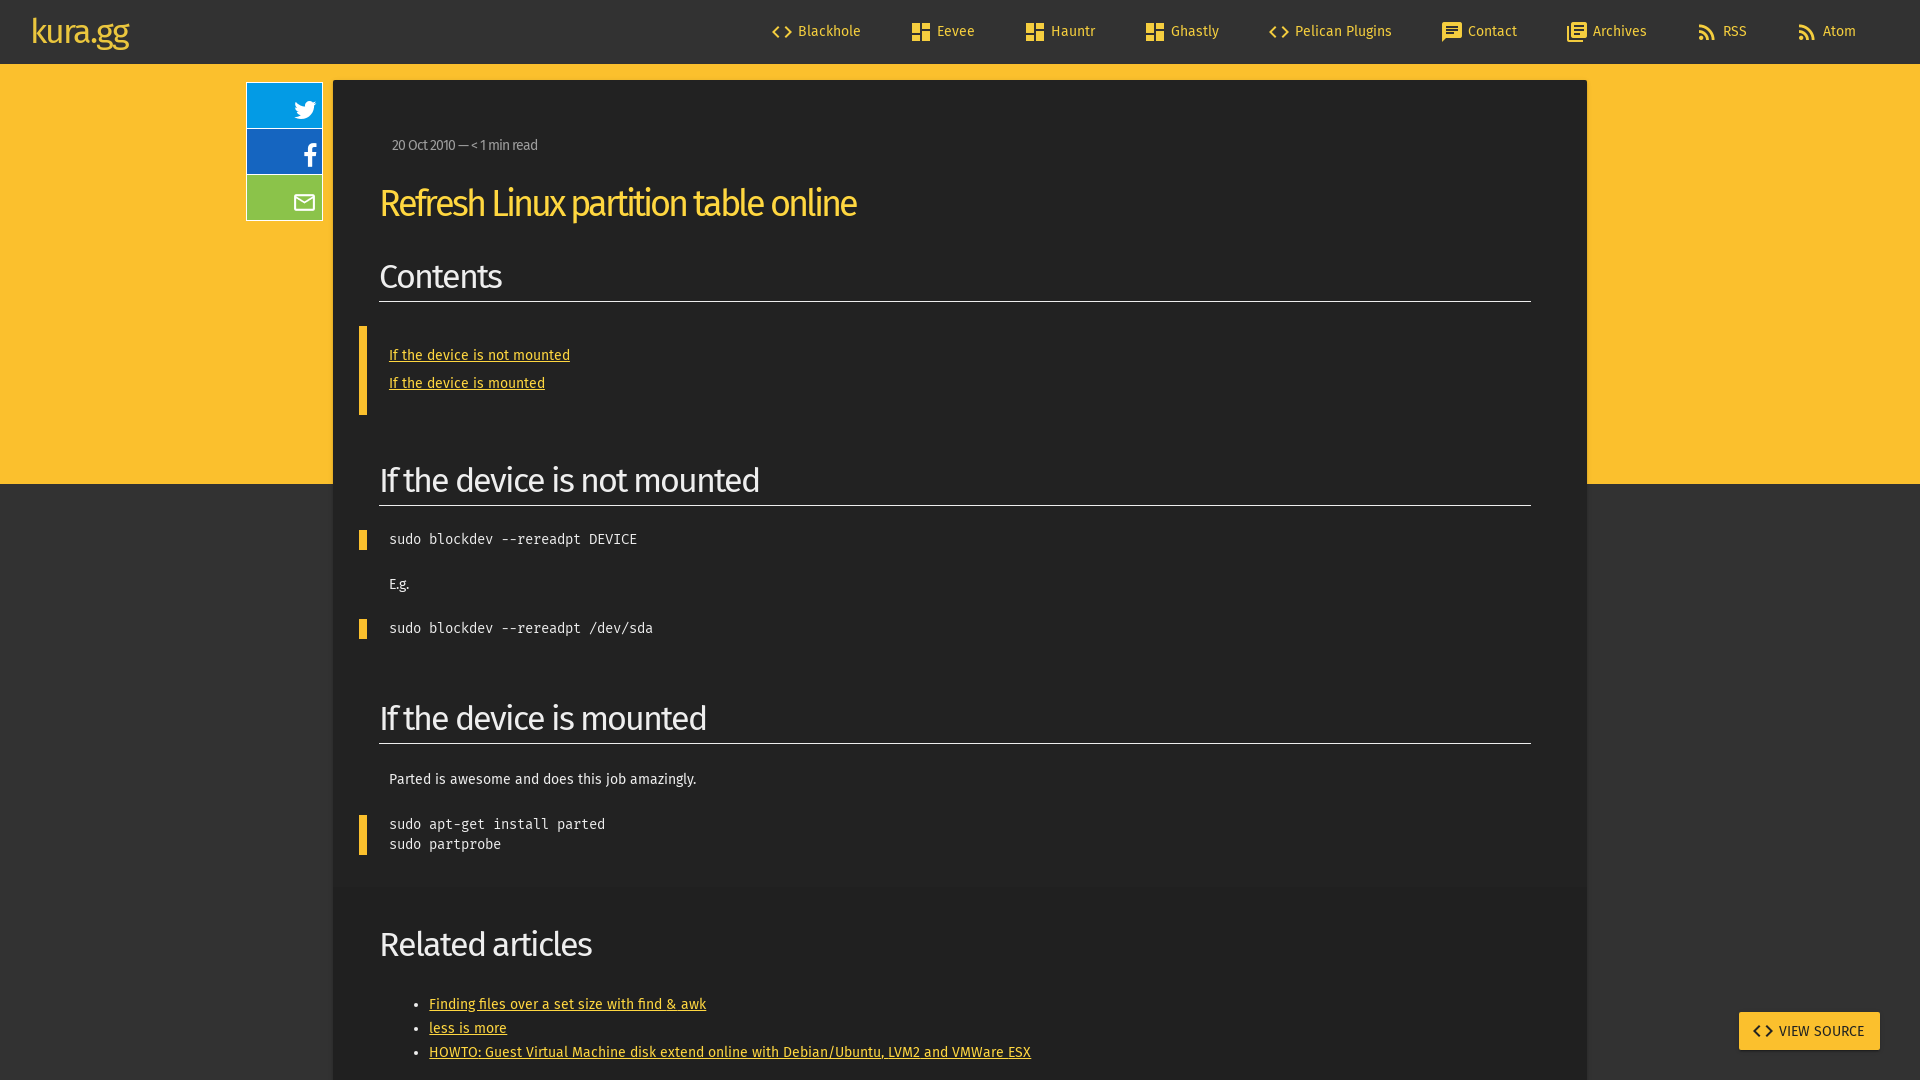 kura.gg
Blackhole
Eevee
Hauntr
Ghastly
Pelican Plugins
Contact
Archives
RSS
Atom
20 Oct 2010 — < 1 min read
Refresh Linux partition table online
Contents
If the device is not mounted
If the device is mounted
If the device is not mounted
sudo blockdev --rereadpt DEVICE
E.g.
sudo blockdev --rereadpt /dev/sda
If the device is mounted
Parted is awesome and does this job amazingly.
sudo apt-get install parted
sudo partprobe
Related articles
Finding files over a set size with find & awk
less is more
HOWTO: Guest Virtual Machine disk extend online with Debian/Ubuntu, LVM2 and VMWare ESX
VIEW SOURCE